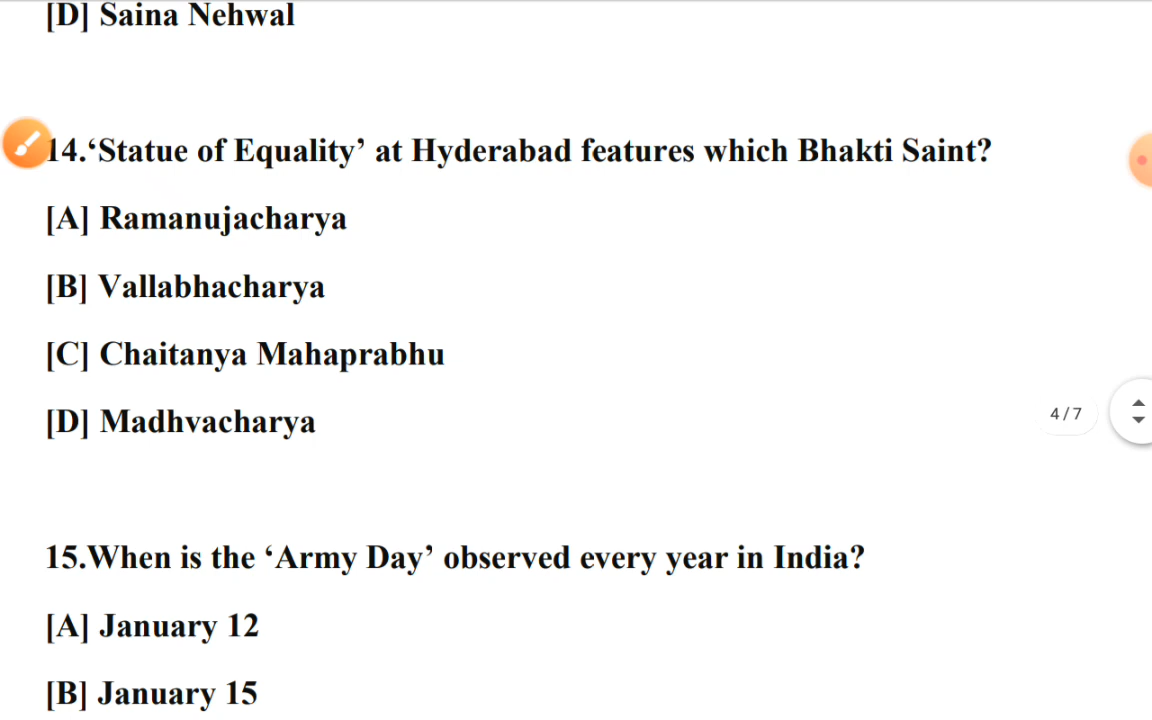 [D] Saina Nehwal
14.‘Statue of Equality’ at Hyderabad features which Bhakti Saint?
[A] Ramanujacharya
[B] Vallabhacharya
[C] Chaitanya Mahaprabhu
[D] Madhvacharya
4/7
15.When is the ‘Army Day’ observed every year in India?
[A] January 12
[B] January 15